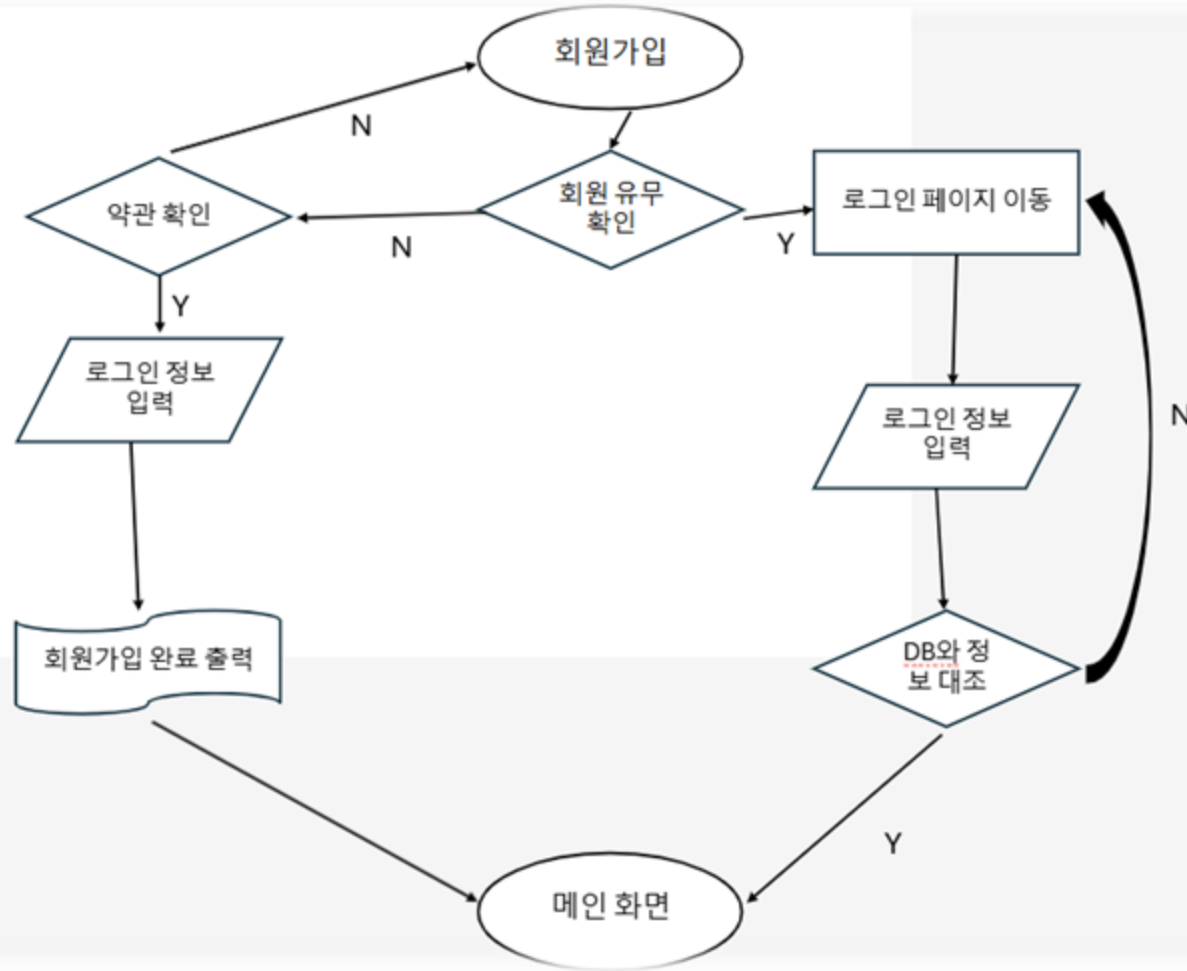 회원가입
N
회원 유무
확인
약관 확인
로그인 페이지 이동
N
Y
Y
로그인 정보
입력
로그인 정보
입력
N
회원가입 완료 출력
DB와 정
보 대조
Y
메인 화면